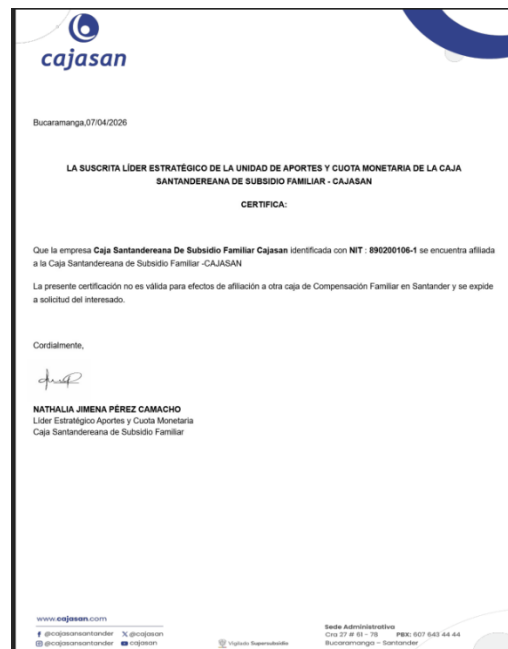 cajasan
Bucaramanga,07/04/2026
LA SUSCRITA LÍDER ESTRATÉGICO DE LA UNIDAD DE APORTES Y CUOTA MONETARIA DE LA CAJA
SANTANDEREANA DE SUBSIDIO FAMILIAR - CAJASAN
CERTIFICA:
Que la empresa Caja Santandereana De Subsidio Familiar Cajasan identificada con NIT : 890200106-1 se encuentra afiliada
a la Caja Santandereana de Subsidio Familiar -CAJASAN
La presente certificación no es válida para efectos de afiliación a otra caja de Compensación Familiar en Santander y se expide
a solicitud del interesado.
Cordialmente,
NATHALIA JIMENA PÉREZ CAMACHO
Líder Estratégico Aportes y Cuota Monetaria
Caja Santandereana de Subsidio Familiar
www.cajasan.com
@cajasansantander @cajasan
@cajasansantander cajasan
Vigilado Supersubsidio
Sede Administrativa
Cra 27 # 61 - 78 PBX: 607 643 44 44
Bucaramanga - Santander